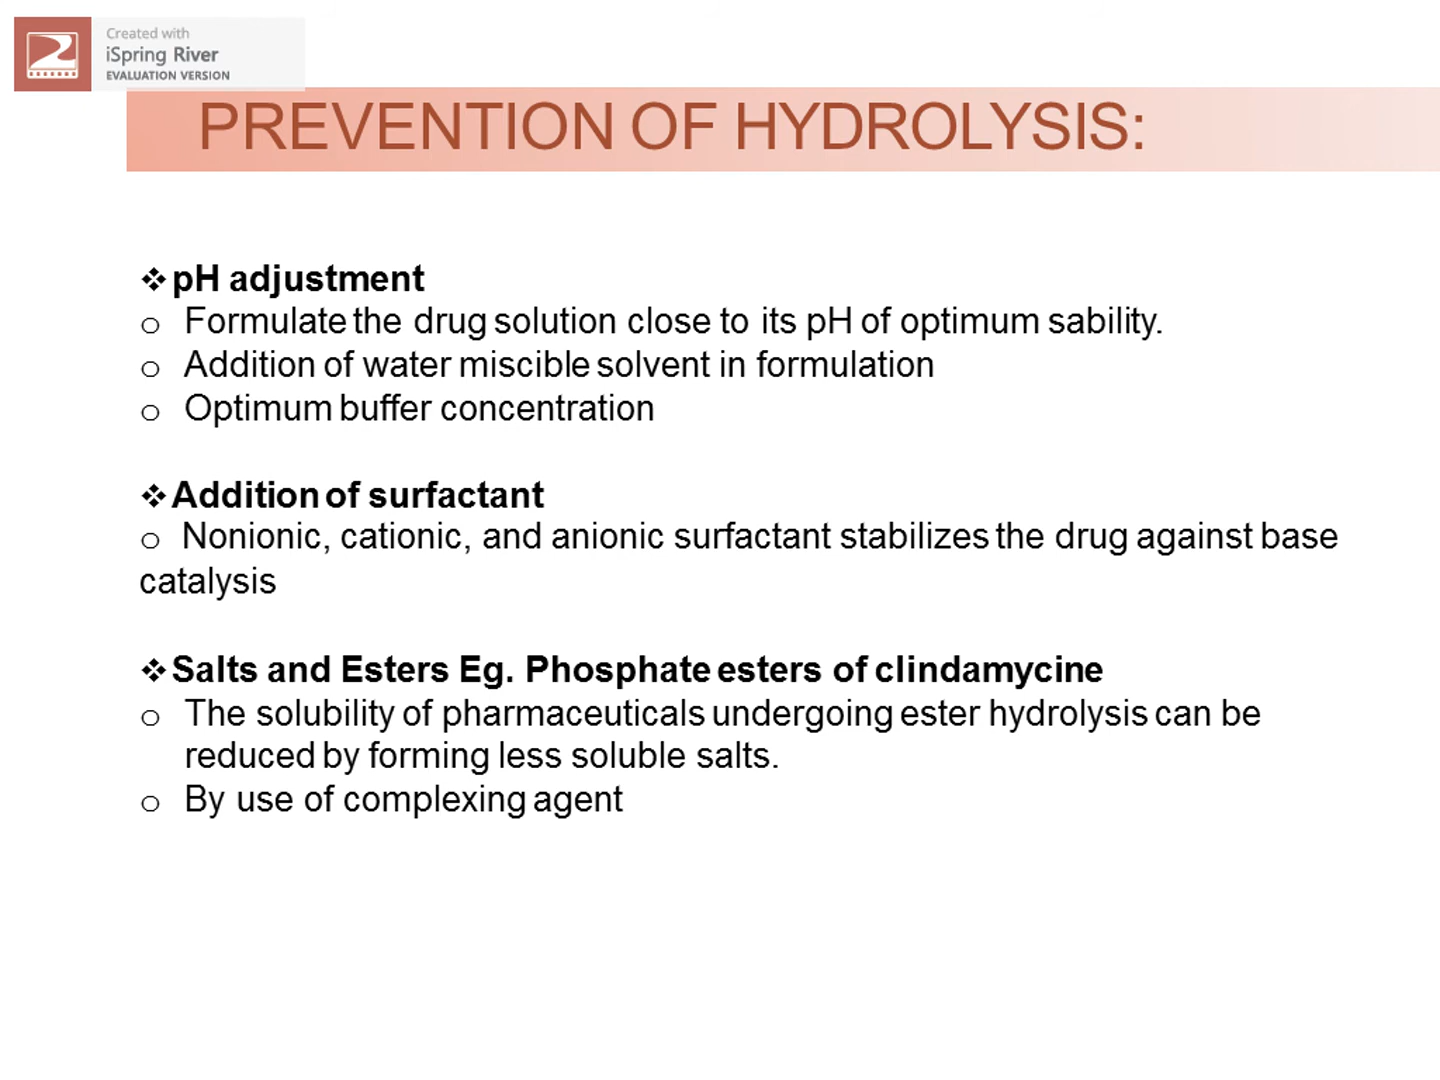 Created with
iSpring River
EVALUATION VERSION
PREVENTION OF HYDROLYSIS:
❖pH adjustment
o Formulate the drug solution close to its pH of optimum sability.
o Addition of water miscible solvent in formulation
o Optimum buffer concentration
❖Addition of surfactant
o Nonionic, cationic, and anionic surfactant stabilizes the drug against base
catalysis
❖Salts and Esters Eg. Phosphate esters of clindamycine
o The solubility of pharmaceuticals undergoing ester hydrolysis can be
reduced by forming less soluble salts.
o By use of complexing agent